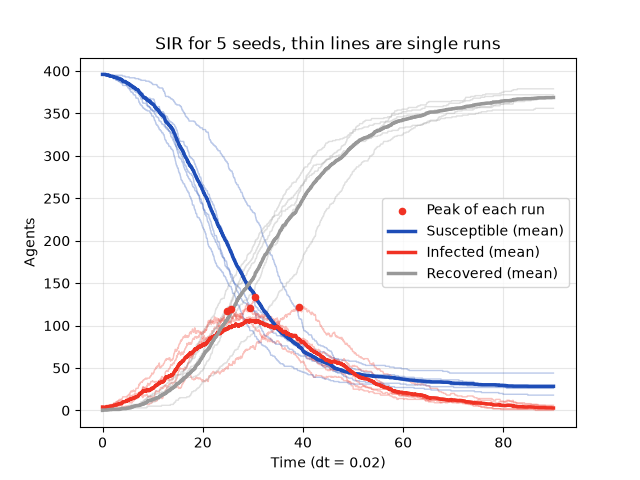 SIR for 5 seeds, thin lines are single runs
Agents
400
350
300
250
200
150
100
50
0
Peak of each run
Susceptible (mean)
Infected (mean)
Recovered (mean)
0 20 40 60 80
Time (dt = 0.02)